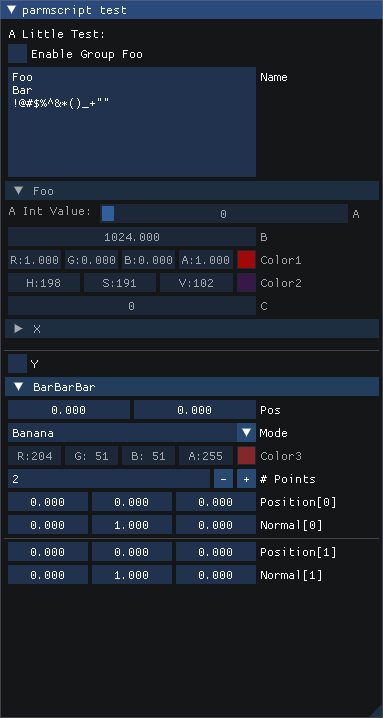 parmscript test
A Little Test:
Enable Group Foo
Foo Name
Bar
!@#$%^&*()_+""
Foo
A Int Value: 0 A
1024.000 B
R:1.000 G:0.000 B:0.000 A:1.000 Color1
H:198 S:191 V:102 Color2
0 C
X
Y
BarBarBar
0.000 0.000 Pos
Banana Mode
R:204 G: 51 B: 51 A:255 Color3
2 - + # Points
0.000 0.000 0.000 Position[0]
0.000 1.000 0.000 Normal[0]
0.000 0.000 0.000 Position[1]
0.000 1.000 0.000 Normal[1]